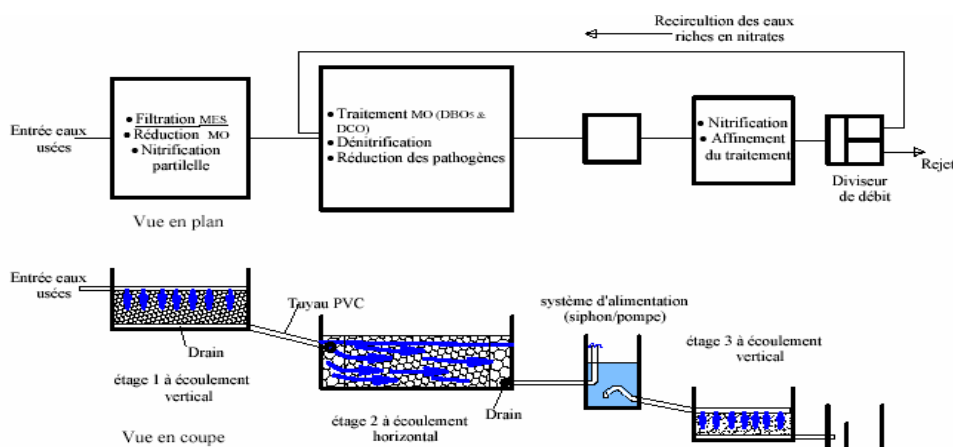 Recircultion des eaux
riches en nitrates
Entrée eaux
usées
• Filtration MES
• Réduction MO
• Nitrification
partilelle
• Traitement MO (DBO5 &
DCO)
• Dénitrification
• Réduction des pathogènes
• Nitrification
• Affinement
du traitement
Rejet
Diviseur
de débit
Vue en plan
Entrée eaux
usées
Tuyau PVC
Drain
étage 1 à écoulement
vertical
système d'alimentation
(siphon/pompe)
étage 3 à écoulement
vertical
Drain
étage 2 à écoulement
horizontal
Vue en coupe